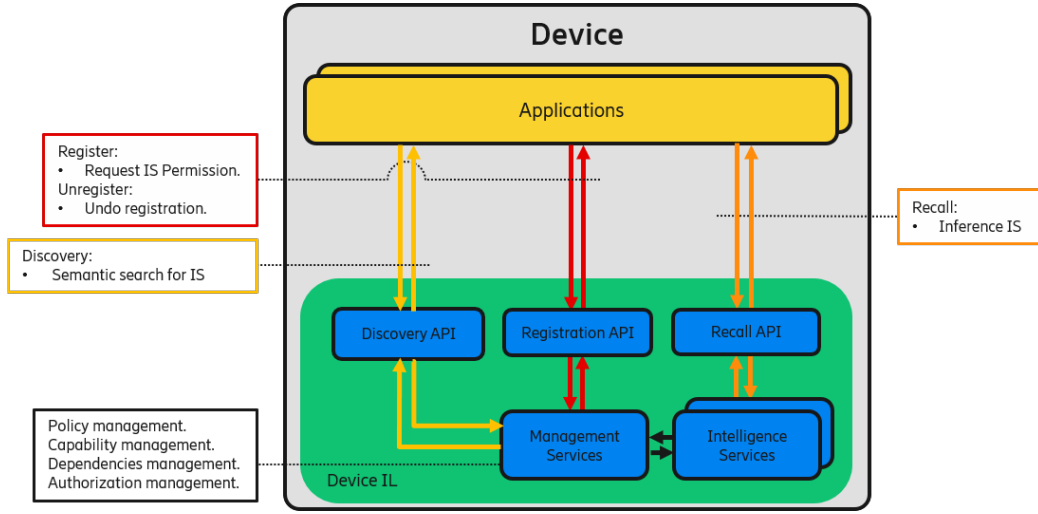 Device
Applications
Register:
• Request IS Permission.
Unregister:
• Undo registration.
Recall:
• Inference IS
Discovery:
• Semantic search for IS
Discovery API
Registration API
Recall API
Policy management.
Capability management.
Dependencies management.
Authorization management.
Management
Services
Intelligence
Services
Device IL